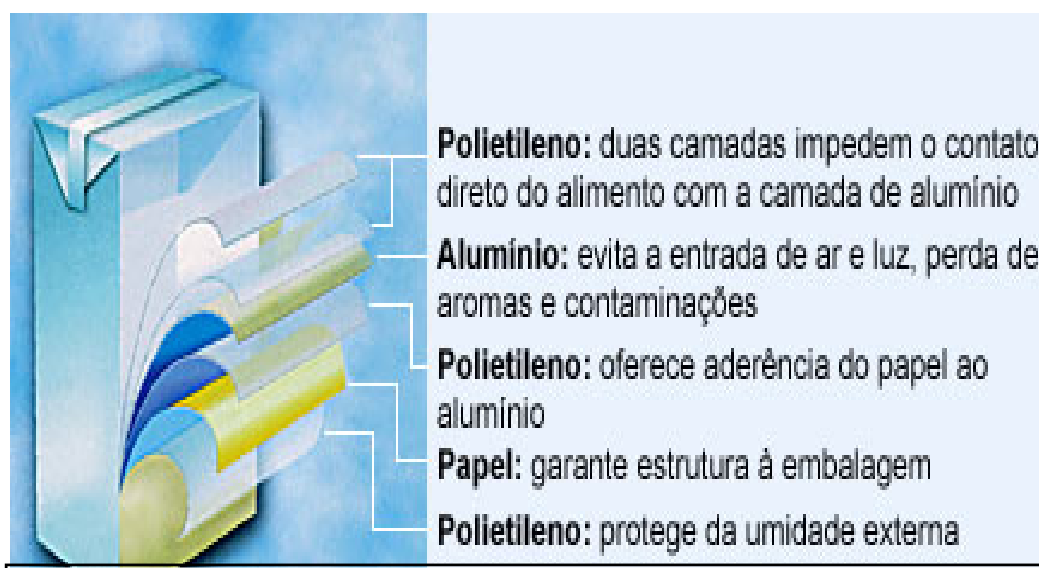 Polietileno: duas camadas impedem o contato
direto do alimento com a camada de alumínio
Alumínio: evita a entrada de ar e luz, perda de
aromas e contaminações
Polietileno: oferece aderência do papel ao
alumínio
Papel: garante estrutura à embalagem
Polietileno: protege da umidade externa